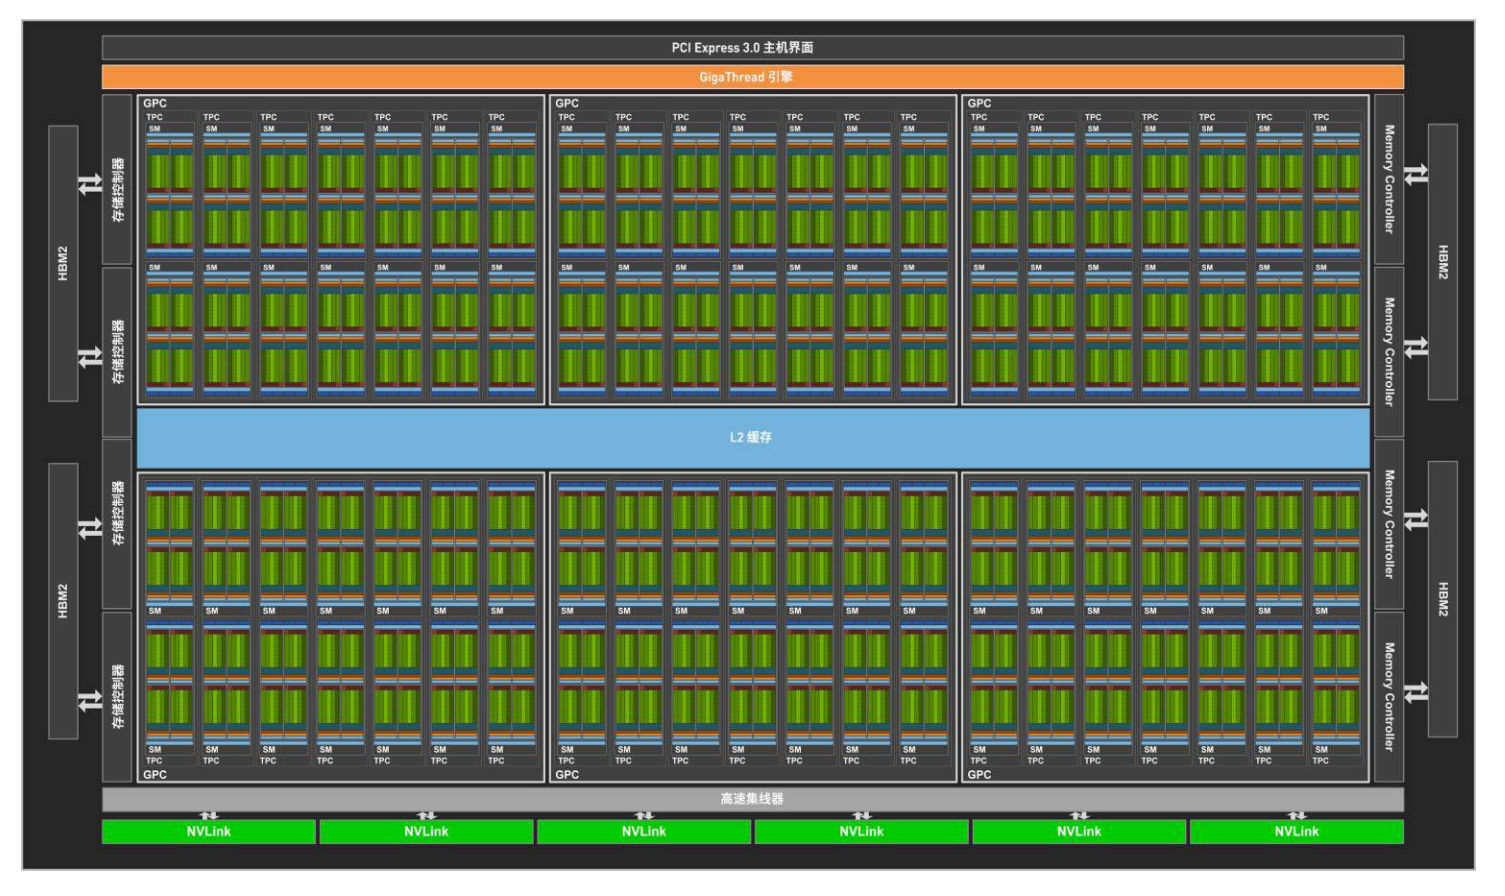 PCI Express 3.0 主机界面
GigaThread 引擎
GPC GPC GPC
TPC TPC TPC TPC TPC TPC TPC TPC TPC TPC TPC TPC TPC TPC TPC TPC TPC TPC TPC TPC TPC
SM SM SM SM SM SM SM SM SM SM SM SM SM SM SM SM SM SM SM SM SM
存储控制器
Memory Controller
HBM2
HBM2
SM SM SM SM SM SM SM SM SM SM SM SM SM SM SM SM SM SM SM SM SM
存储控制器
Memory Controller
L2 缓存
存储控制器
Memory Controller
HBM2
HBM2
SM SM SM SM SM SM SM SM SM SM SM SM SM SM SM SM SM SM SM SM SM
存储控制器
Memory Controller
SM SM SM SM SM SM SM SM SM SM SM SM SM SM SM SM SM SM SM SM SM
TPC TPC TPC TPC TPC TPC TPC TPC TPC TPC TPC TPC TPC TPC TPC TPC TPC TPC TPC TPC TPC
GPC GPC GPC
高速集线器
NVLink NVLink NVLink NVLink NVLink NVLink